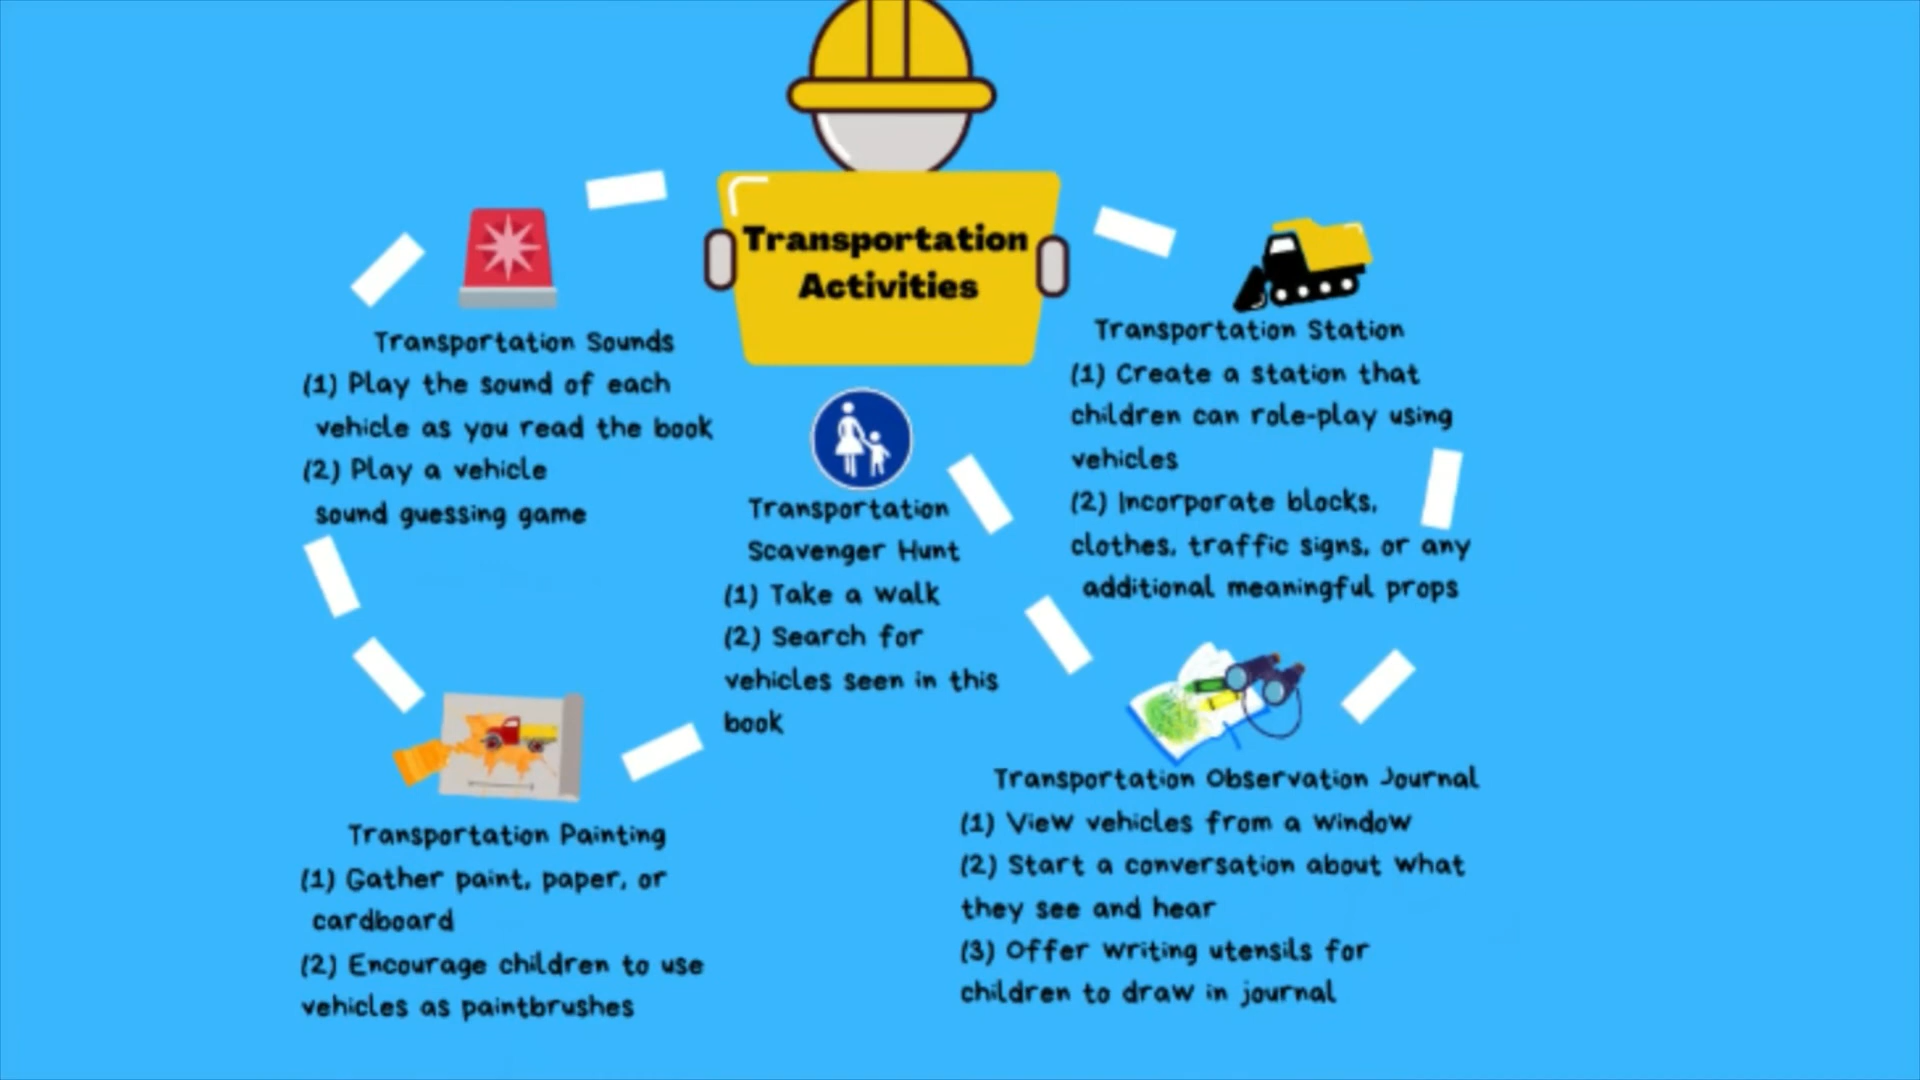 Transportation
Activities
Transportation Sounds
(1) Play the sound of each
vehicle as you read the book
(2) Play a vehicle
sound guessing game
Transportation
Scavenger Hunt
(1) Take a walk
(2) Search for
vehicles seen in this
book
Transportation Station
(1) Create a station that
children can role-play using
vehicles
(2) Incorporate blocks,
clothes, traffic signs, or any
additional meaningful props
Transportation Painting
(1) Gather paint, paper, or
cardboard
(2) Encourage children to use
vehicles as paintbrushes
Transportation Observation Journal
(1) View vehicles from a window
(2) Start a conversation about what
they see and hear
(3) Offer writing utensils for
children to draw in journal